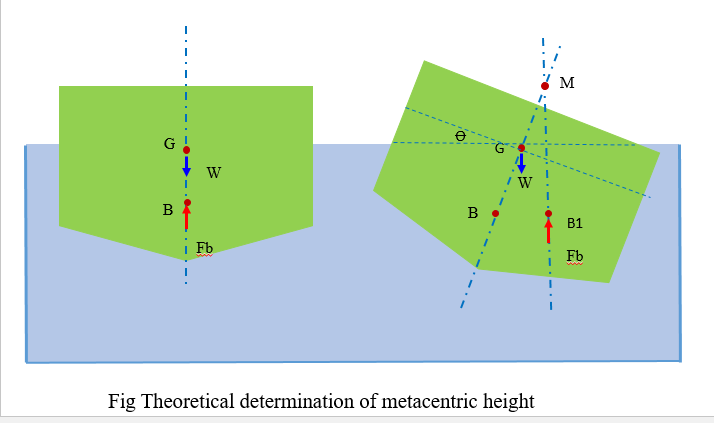 G
W
B
Fb
M
Ɵ
G
W
B
B1
Fb
Fig Theoretical determination of metacentric height